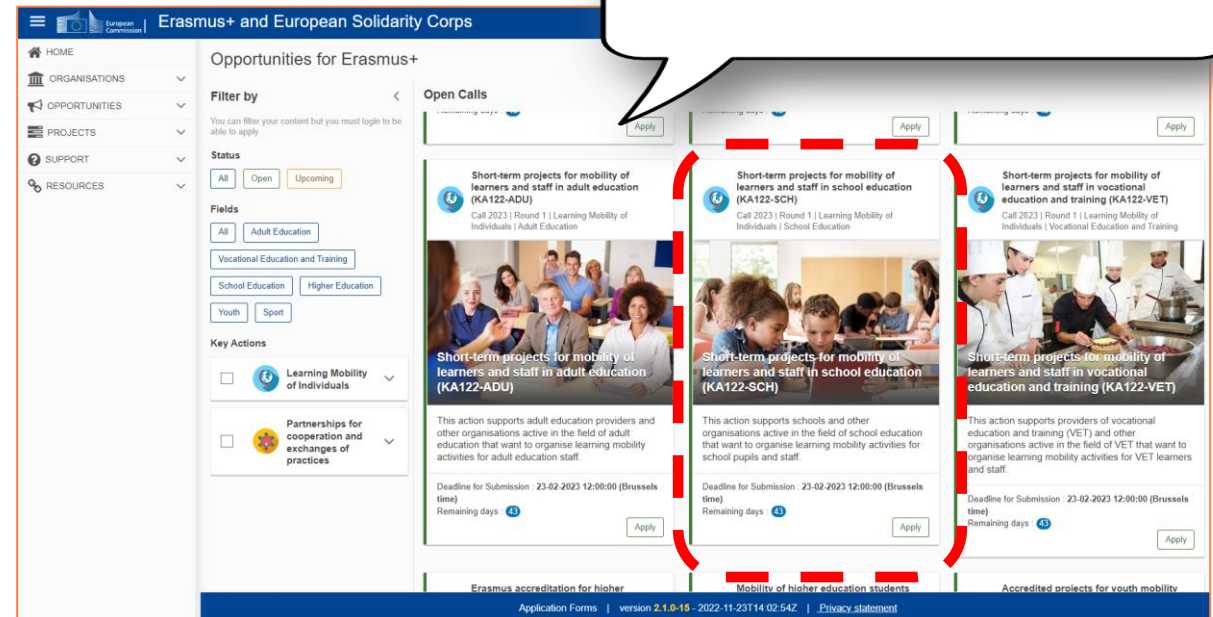 European Commission
Erasmus+ and European Solidarity Corps
HOME
ORGANISATIONS
OPPORTUNITIES
PROJECTS
SUPPORT
RESOURCES
Opportunities for Erasmus+
Filter by
You can filter your content but you must login to be
able to apply
Status
All Open Upcoming
Fields
All Adult Education
Vocational Education and Training
School Education Higher Education
Youth Sport
Key Actions
Learning Mobility
of Individuals
Partnerships for
cooperation and
exchanges of
practices
Open Calls
Apply
Apply
Apply
Short-term projects for mobility of
learners and staff in adult education
(KA122-ADU)
Call 2023 | Round 1 | Learning Mobility of
Individuals | Adult Education
Short-term projects for mobility of
learners and staff in adult education
(KA122-ADU)
This action supports adult education providers and
other organisations active in the field of adult
education that want to organise learning mobility
activities for adult education staff.
Deadline for Submission : 23-02-2023 12:00:00 (Brussels
time)
Remaining days : 43
Apply
Short-term projects for mobility of
learners and staff in school education
(KA122-SCH)
Call 2023 | Round 1 | Learning Mobility of
Individuals | School Education
Short-term projects for mobility of
learners and staff in school education
(KA122-SCH)
This action supports schools and other
organisations active in the field of school education
that want to organise learning mobility activities for
school pupils and staff.
Deadline for Submission : 23-02-2023 12:00:00 (Brussels
time)
Remaining days : 43
Apply
Short-term projects for mobility of
learners and staff in vocational
education and training (KA122-VET)
Call 2023 | Round 1 | Learning Mobility of
Individuals | Vocational Education and Training
Short-term projects for mobility of
learners and staff in vocational
education and training (KA122-VET)
This action supports providers of vocational
education and training (VET) and other
organisations active in the field of VET that want to
organise learning mobility activities for VET learners
and staff.
Deadline for Submission : 23-02-2023 12:00:00 (Brussels
time)
Remaining days : 43
Apply
Erasmus accreditation for higher
Mobility of higher education students
Accredited projects for youth mobility
Application Forms | version 2.1.0-15 - 2022-11-23T14:02:54Z | Privacy statement